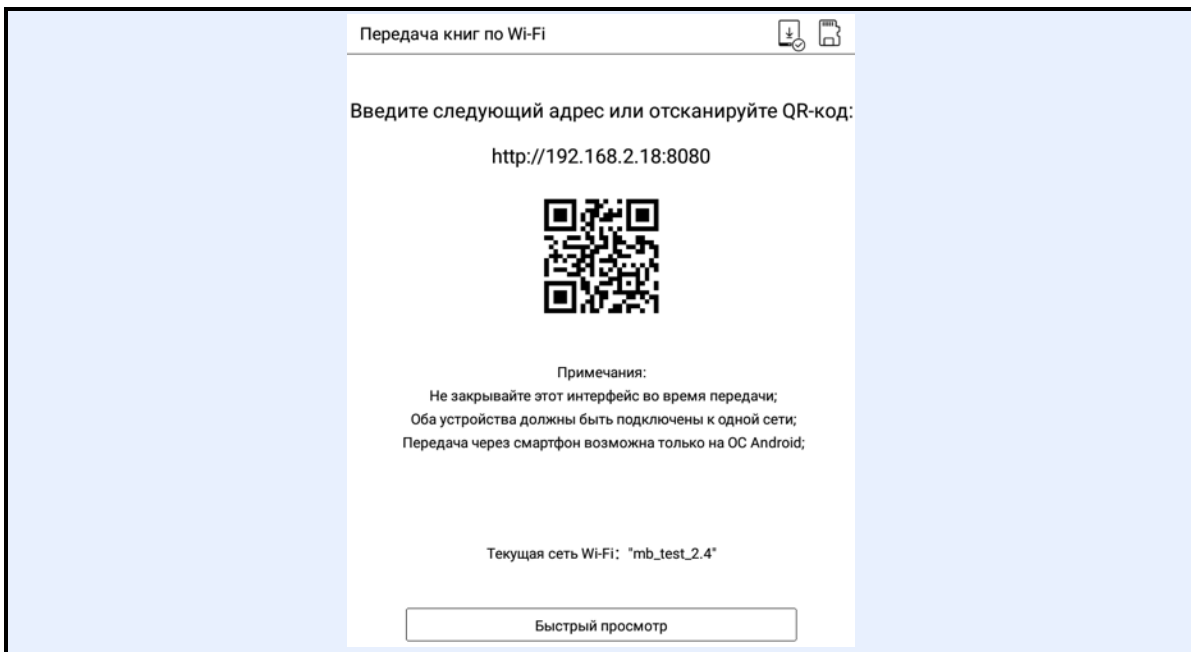 Передача книг по Wi-Fi
Введите следующий адрес или отсканируйте QR-код:
http://192.168.2.18:8080
Примечания:
Не закрывайте этот интерфейс во время передачи;
Оба устройства должны быть подключены к одной сети;
Передача через смартфон возможна только на ОС Android;
Текущая сеть Wi-Fi: "mb_test_2.4"
Быстрый просмотр